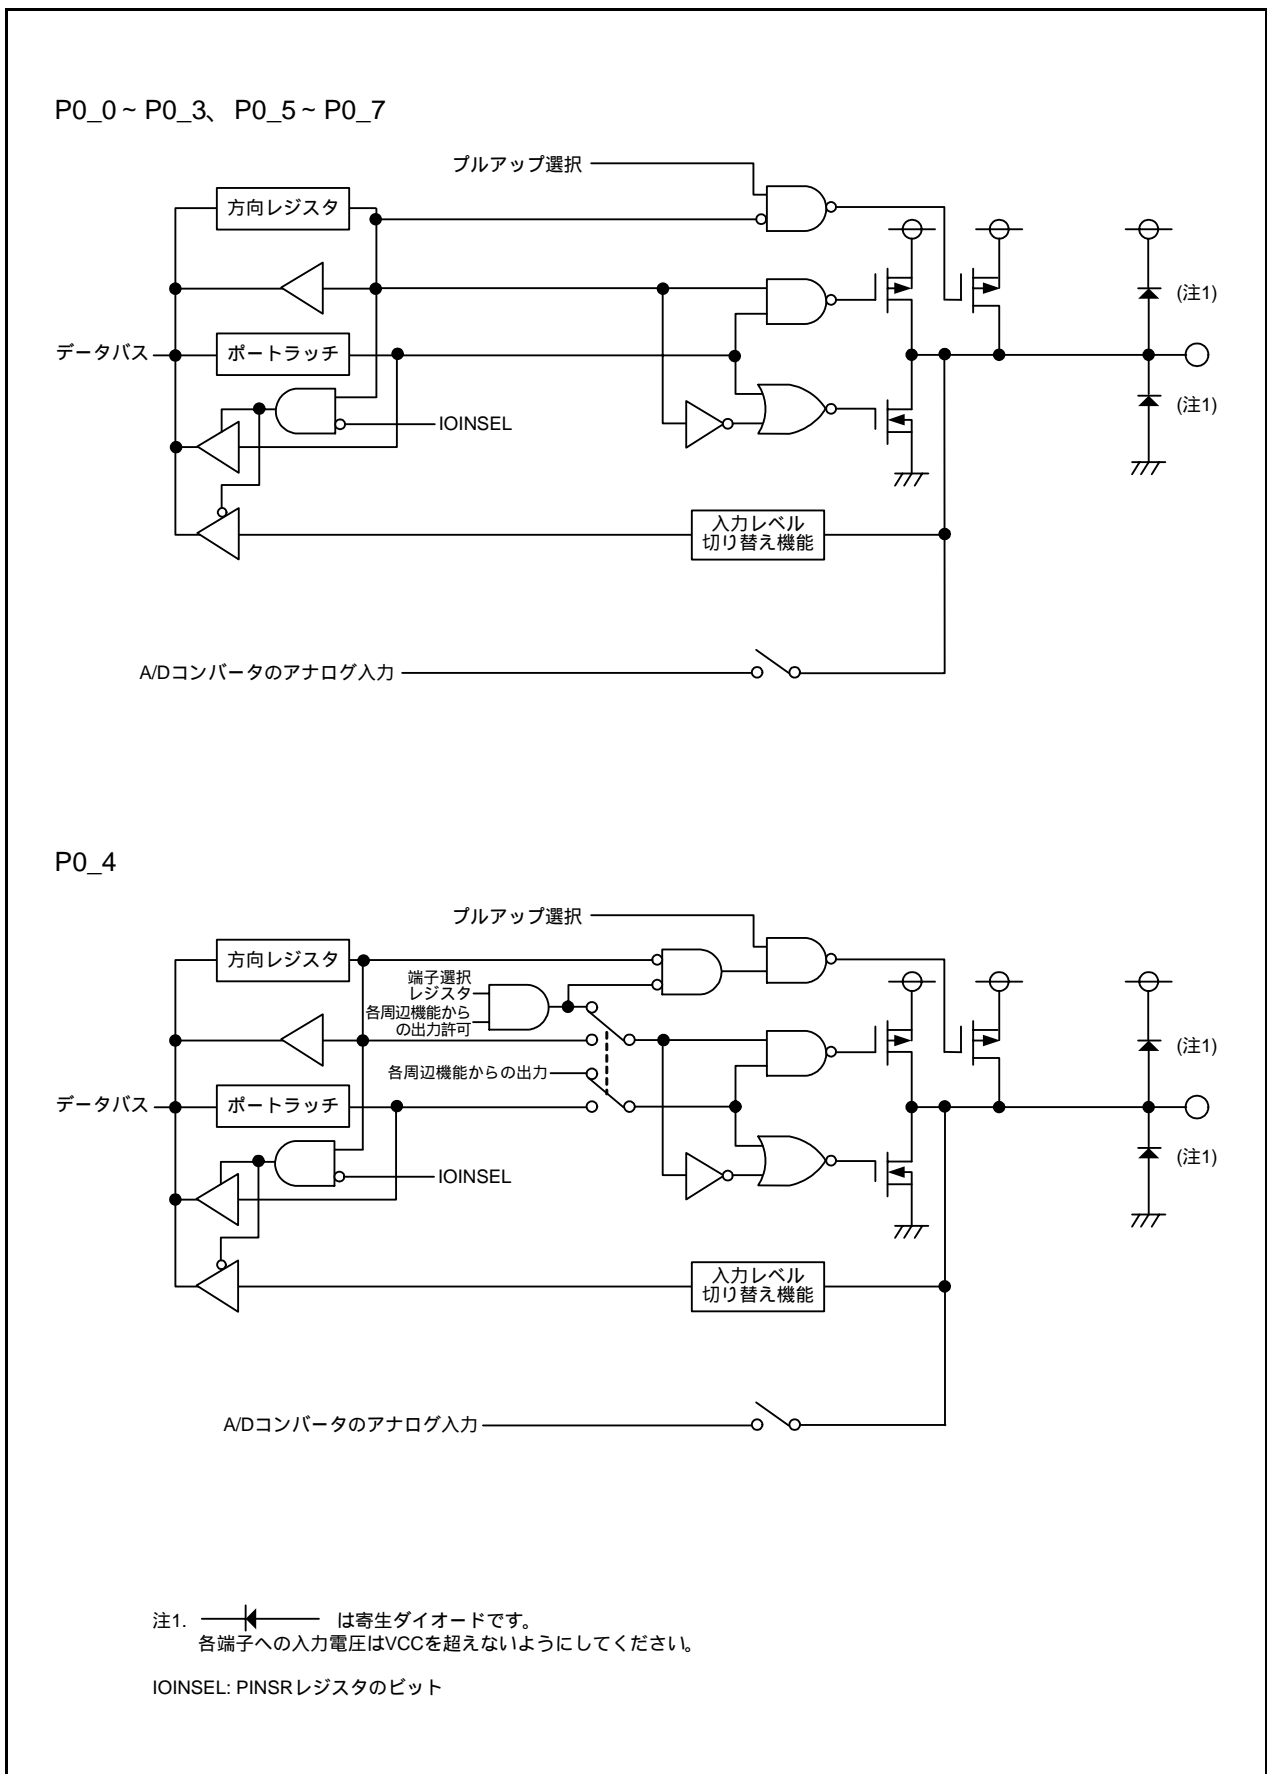 P0_0 ~ P0_3、P0_5 ~ P0_7
プルアップ選択
方向レジスタ
(注1)
データバス
ポートラッチ
(注1)
IOINSEL
入力レベル
切り替え機能
A/Dコンバータのアナログ入力
P0_4
プルアップ選択
方向レジスタ
端子選択
レジスタ
各周辺機能から
の出力許可
(注1)
各周辺機能からの出力
データバス
ポートラッチ
(注1)
IOINSEL
入力レベル
切り替え機能
A/Dコンバータのアナログ入力
注1. は寄生ダイオードです。
各端子への入力電圧はVCCを超えないようにしてください。
IOINSEL: PINSRレジスタのビット